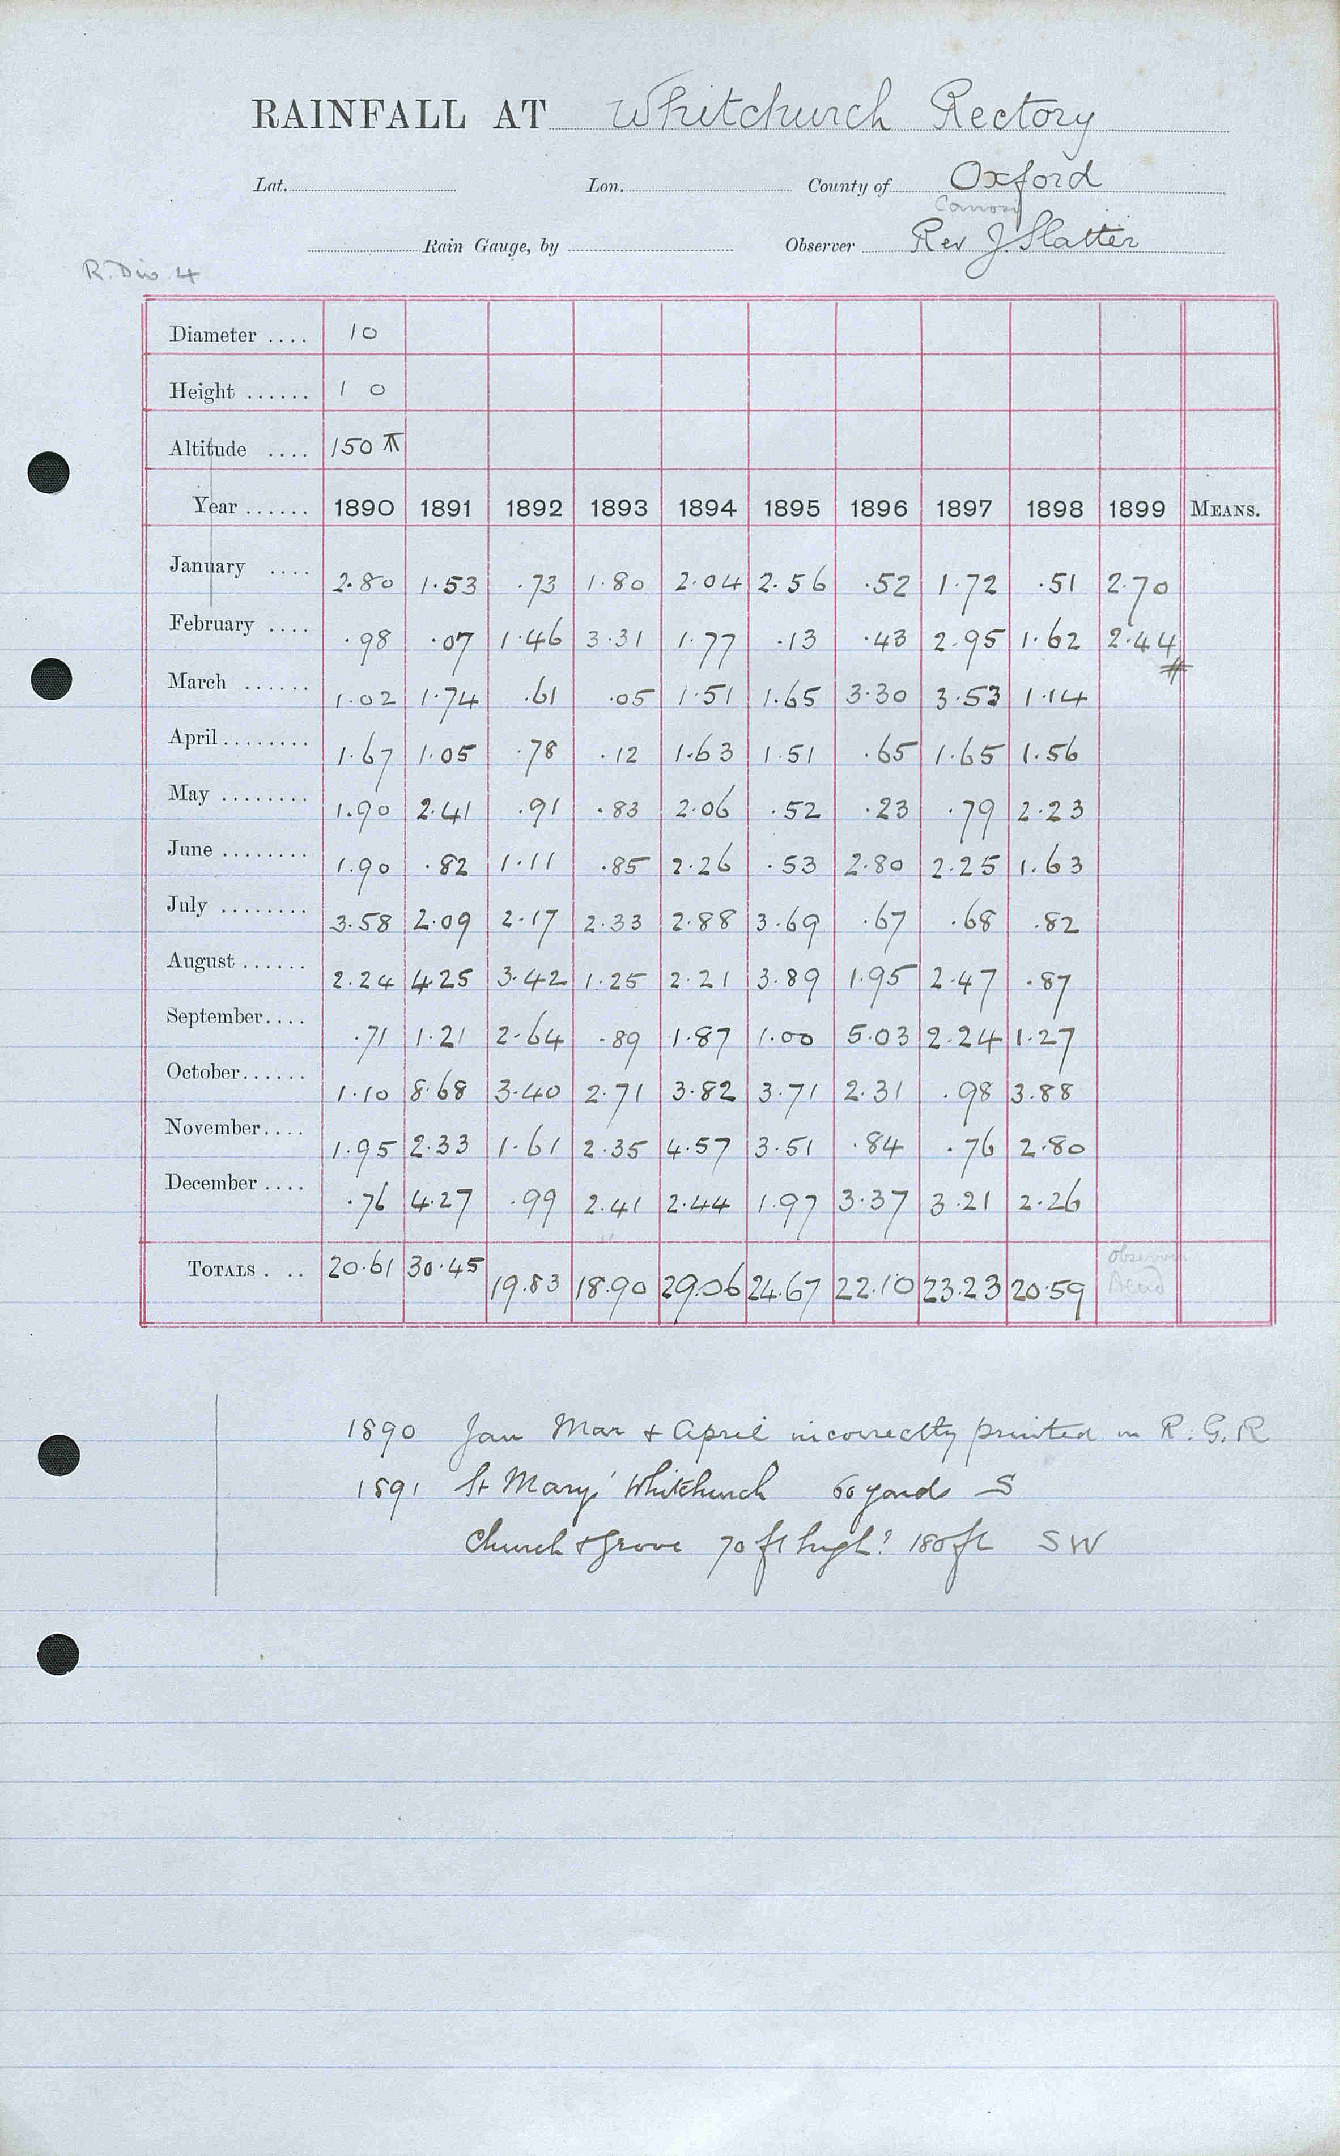 RAINFALL AT Whitchurch Rectory
Lat. Lon. County of Oxford
Canon
Rain Gauge, by Observer Rev J. Slatter
R. Div 4
Diameter .... 10
Height ...... 1 0
Altitude .... 150 ft
Year ...... 1890 1891 1892 1893 1894 1895 1896 1897 1898 1899 MEANS.
January .... 2.80 1.53 .73 1.80 2.04 2.56 .52 1.72 .51 2.70
February .... .98 .07 1.46 3.31 1.77 .13 .43 2.95 1.62 2.44
#
March ...... 1.02 1.74 .61 .05 1.51 1.65 3.30 3.53 1.14
April ........ 1.67 1.05 .78 .12 1.63 1.51 .65 1.65 1.56
May ........ 1.90 2.41 .91 .83 2.06 .52 .23 .79 2.23
June ........ 1.90 .82 1.11 .85 2.26 .53 2.80 2.25 1.63
July ........ 3.58 2.09 2.17 2.33 2.88 3.69 .67 .68 .82
August ...... 2.24 4.25 3.42 1.25 2.21 3.89 1.95 2.47 .87
September.... .71 1.21 2.64 .89 1.87 1.00 5.03 2.24 1.27
October...... 1.10 8.68 3.40 2.71 3.82 3.71 2.31 .98 3.88
November.... 1.95 2.33 1.61 2.35 4.57 3.51 .84 .76 2.80
December .... .76 4.27 .99 2.41 2.44 1.97 3.37 3.21 2.26
TOTALS . .. 20.61 30.45 19.83 18.90 29.06 24.67 22.10 23.23 20.59 Observer
Dead
1890 Jan Mar + April incorrectly printed in R. G. R
1891 St Mary' Whitchurch 60 yards S
Church + grove 70 ft high! 180 ft SW